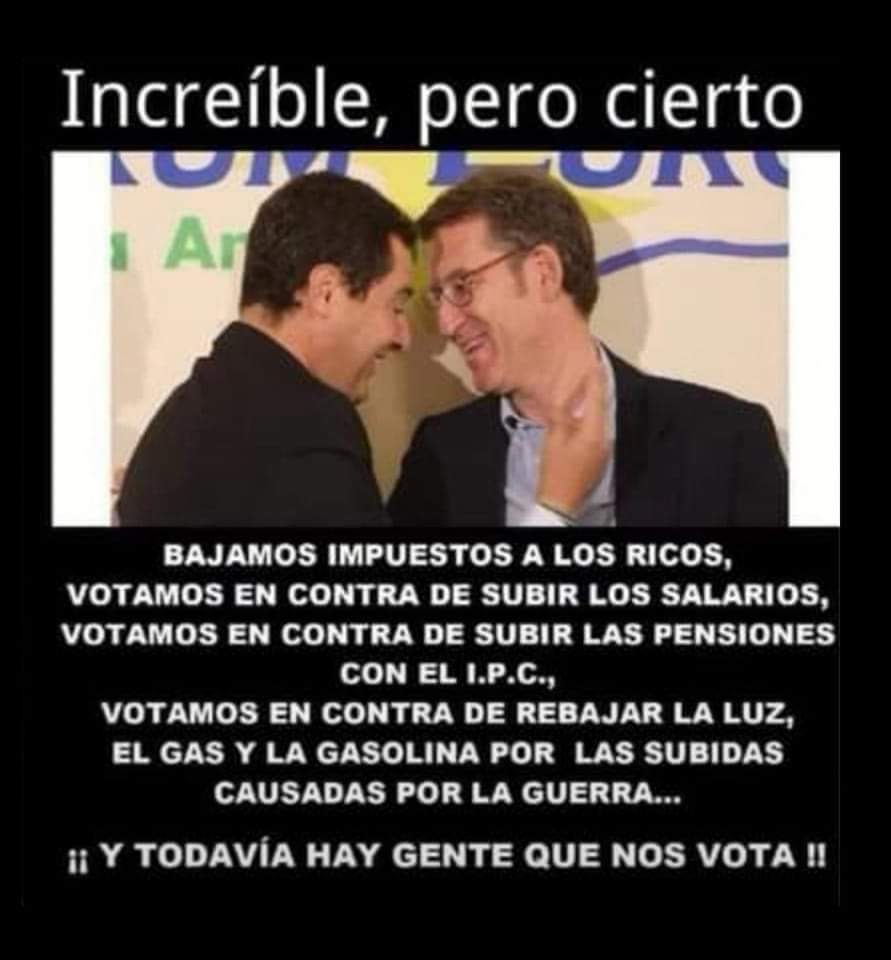 Increíble, pero cierto
a An
BAJAMOS IMPUESTOS A LOS RICOS,
VOTAMOS EN CONTRA DE SUBIR LOS SALARIOS,
VOTAMOS EN CONTRA DE SUBIR LAS PENSIONES
CON EL I.P.C.,
VOTAMOS EN CONTRA DE REBAJAR LA LUZ,
EL GAS Y LA GASOLINA POR LAS SUBIDAS
CAUSADAS POR LA GUERRA...
¡¡ Y TODAVÍA HAY GENTE QUE NOS VOTA !!